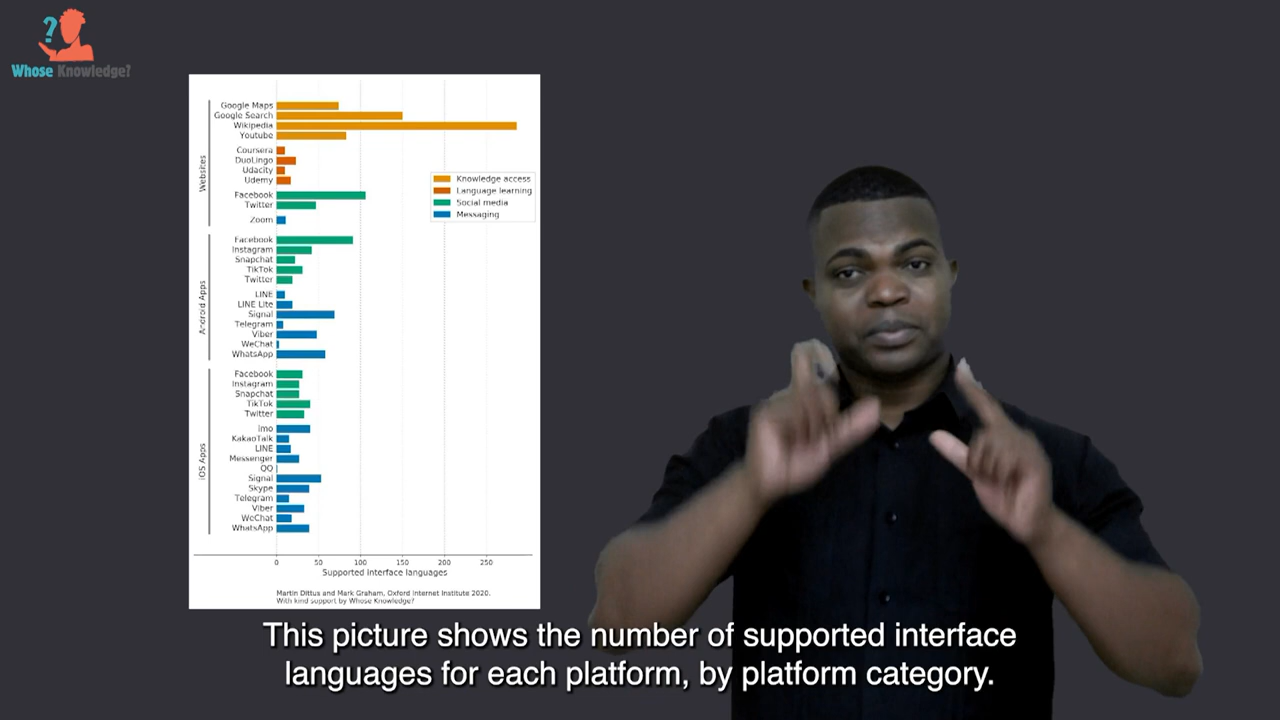 ?
Whose Knowledge?
Google Maps
Google Search
Wikipedia
Youtube
Coursera
DuoLingo
Udacity
Udemy
Facebook
Twitter
Zoom
Websites
Knowledge access
Language learning
Social media
Messaging
Facebook
Instagram
Snapchat
TikTok
Twitter
LINE
LINE Lite
Signal
Telegram
Viber
WeChat
WhatsApp
Android Apps
Facebook
Instagram
Snapchat
TikTok
Twitter
Imo
KakaoTalk
LINE
Messenger
QQ
Signal
Skype
Telegram
Viber
WeChat
WhatsApp
iOS Apps
0 50 100 150 200 250
Supported interface languages
Martin Dittus and Mark Graham, Oxford Internet Institute 2020.
With kind support by Whose Knowledge?
This picture shows the number of supported interface
languages for each platform, by platform category.